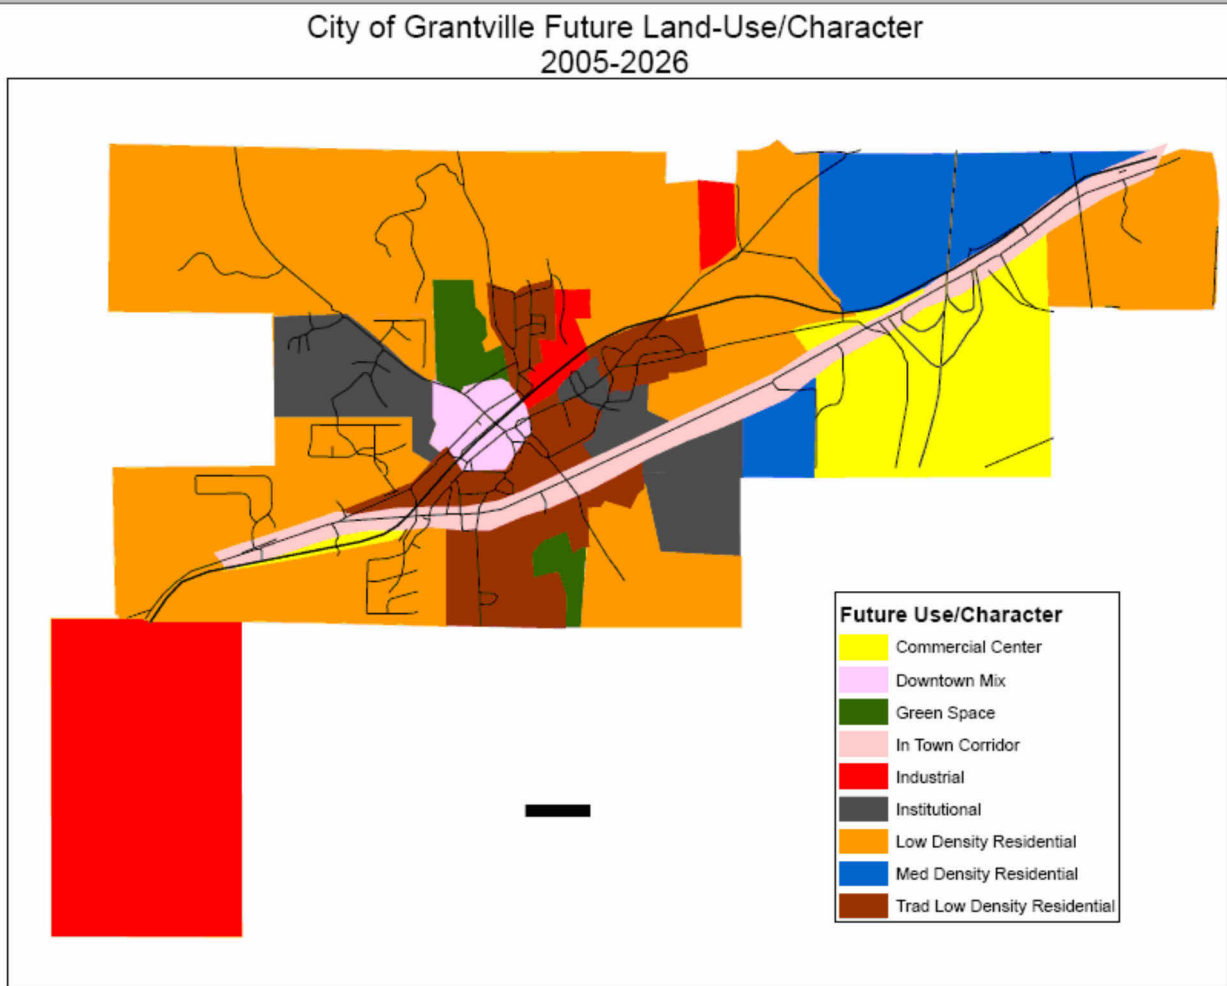 City of Grantville Future Land-Use/Character
2005-2026
Future Use/Character
Commercial Center
Downtown Mix
Green Space
In Town Corridor
Industrial
Institutional
Low Density Residential
Med Density Residential
Trad Low Density Residential